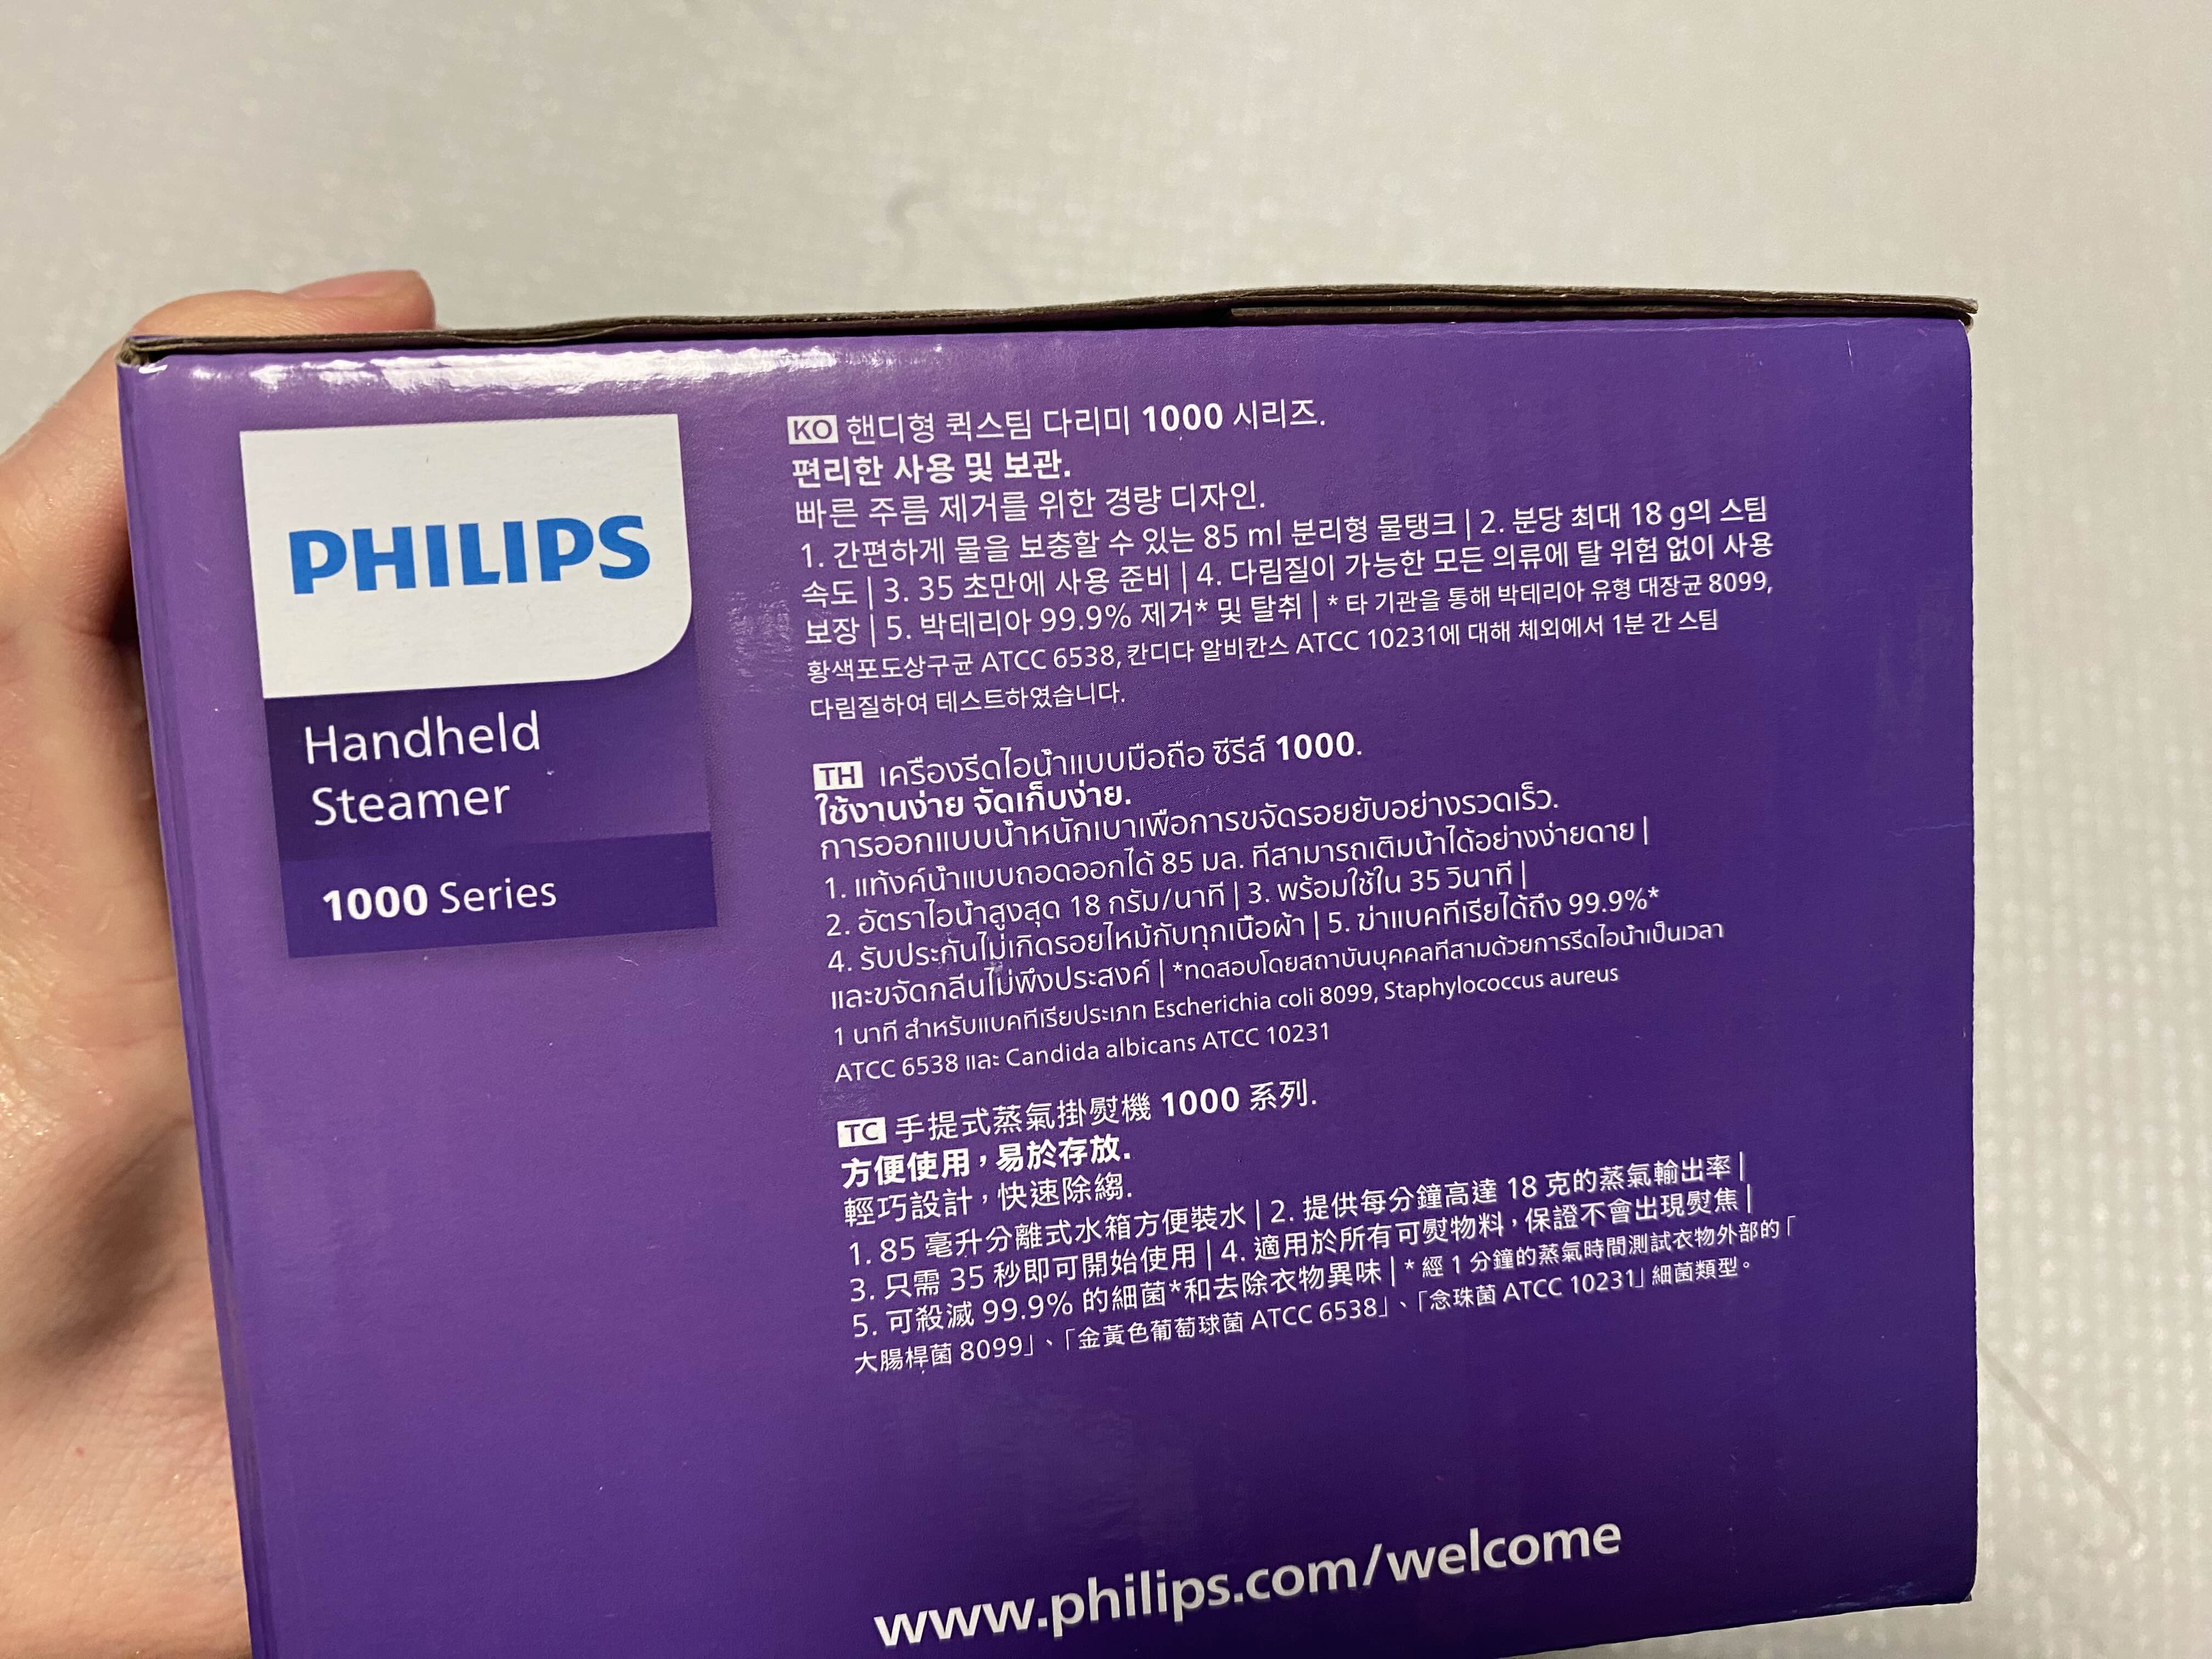 PHILIPS
Handheld
Steamer
1000 Series
KO 핸디형 퀵스팀 다리미 1000 시리즈.
편리한 사용 및 보관.
빠른 주름 제거를 위한 경량 디자인.
1. 간편하게 물을 보충할 수 있는 85 ml 분리형 물탱크 | 2. 분당 최대 18 g의 스팀
속도 | 3. 35 초만에 사용 준비 | 4. 다림질이 가능한 모든 의류에 탈 위험 없이 사용
보장 | 5. 박테리아 99.9% 제거* 및 탈취 | * 타 기관을 통해 박테리아 유형 대장균 8099,
황색포도상구균 ATCC 6538, 칸디다 알비칸스 ATCC 10231에 대해 체외에서 1분 간 스팀
다림질하여 테스트하였습니다.
TH เครื่องรีดไอน้ำแบบมือถือ ซีรีส์ 1000.
ใช้งานง่าย จัดเก็บง่าย.
การออกแบบน้ำหนักเบาเพื่อการขจัดรอยยับอย่างรวดเร็ว.
1. แท้งค์น้ำแบบถอดออกได้ 85 มล. ที่สามารถเติมน้ำได้อย่างง่ายดาย |
2. อัตราไอน้ำสูงสุด 18 กรัม/นาที | 3. พร้อมใช้ใน 35 วินาที |
4. รับประกันไม่เกิดรอยไหม้กับทุกเนื้อผ้า | 5. ฆ่าแบคทีเรียได้ถึง 99.9%*
และขจัดกลิ่นไม่พึงประสงค์ | *ทดสอบโดยสถาบันบุคคลที่สามด้วยการรีดไอน้ำเป็นเวลา
1 นาที สำหรับแบคทีเรียประเภท Escherichia coli 8099, Staphylococcus aureus
ATCC 6538 และ Candida albicans ATCC 10231
TC 手提式蒸氣掛熨機 1000 系列.
方便使用，易於存放.
輕巧設計，快速除縐.
1. 85 毫升分離式水箱方便裝水 | 2. 提供每分鐘高達 18 克的蒸氣輸出率 |
3. 只需 35 秒即可開始使用 | 4. 適用於所有可熨物料，保證不會出現熨焦 |
5. 可殺滅 99.9% 的細菌*和去除衣物異味 | * 經 1 分鐘的蒸氣時間測試衣物外部的「
大腸桿菌 8099」、「金黃色葡萄球菌 ATCC 6538」、「念珠菌 ATCC 10231」細菌類型。
www.philips.com/welcome